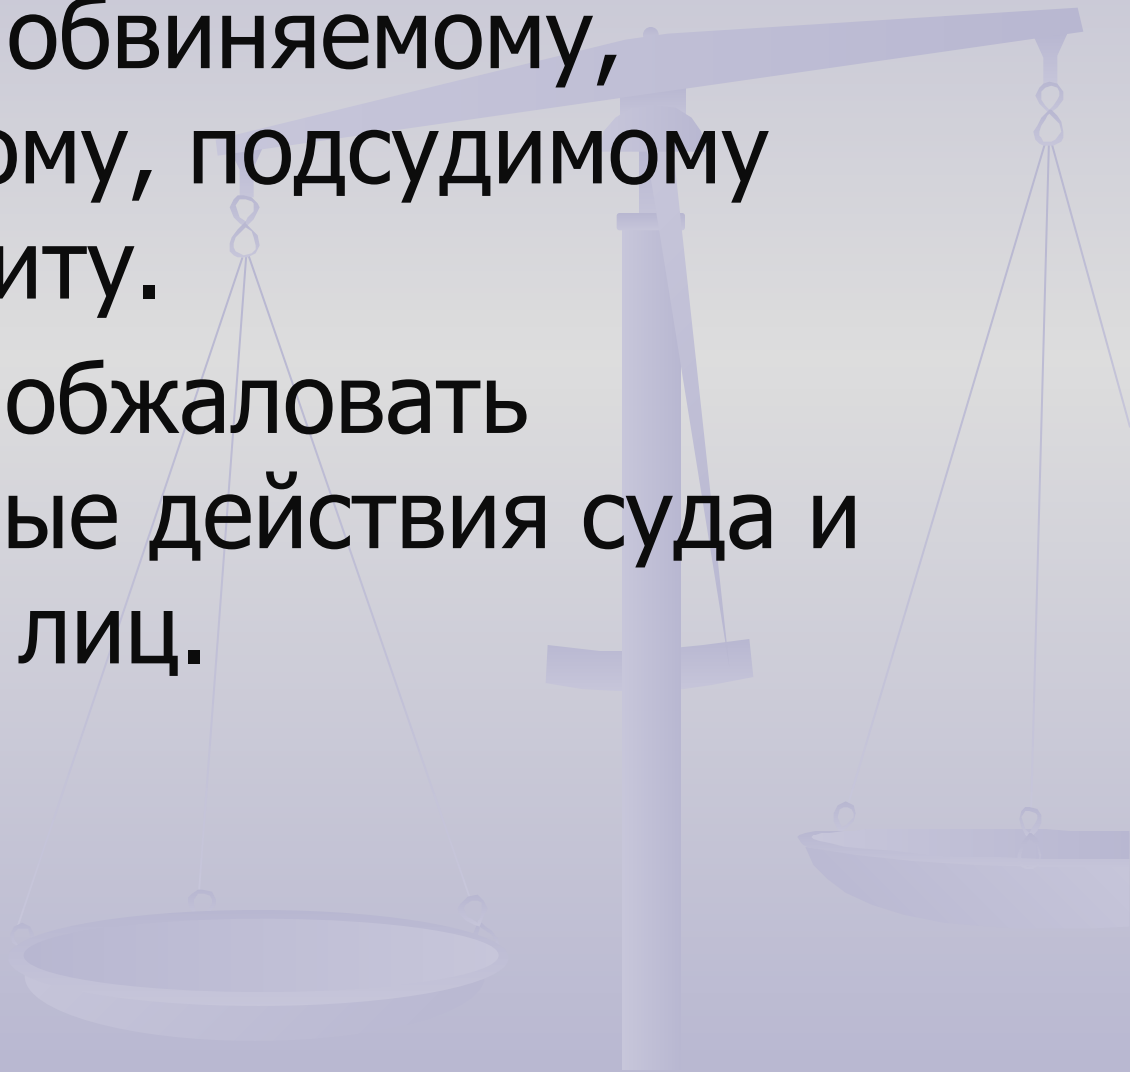 обвиняемому,
ому, подсудимому
иту.
обжаловать
ые действия суда и
лиц.